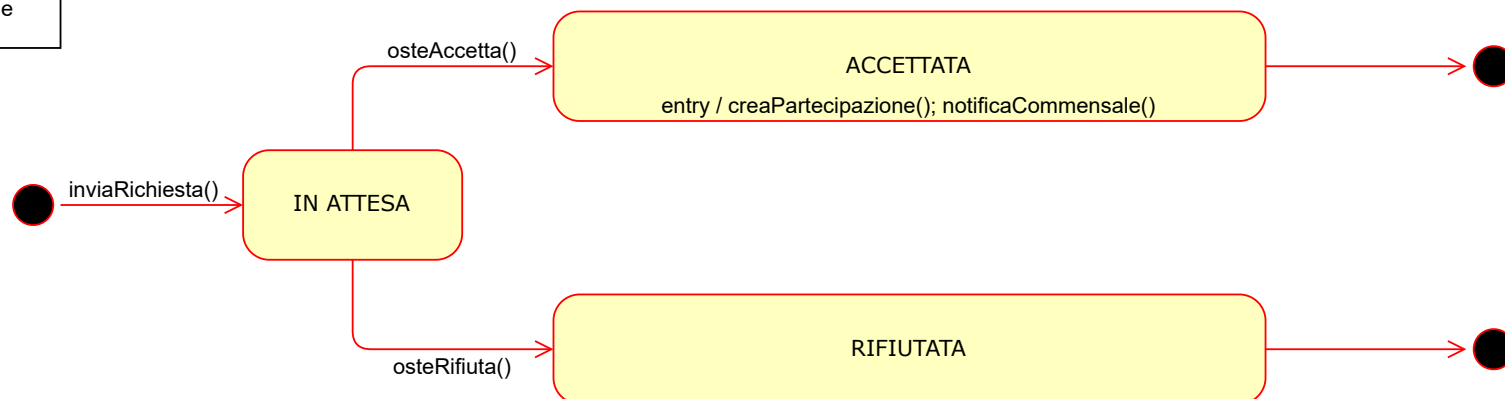 e
osteAccetta()
ACCETTATA
entry / creaPartecipazione(); notificaCommensale()
inviaRichiesta()
IN ATTESA
RIFIUTATA
osteRifiuta()